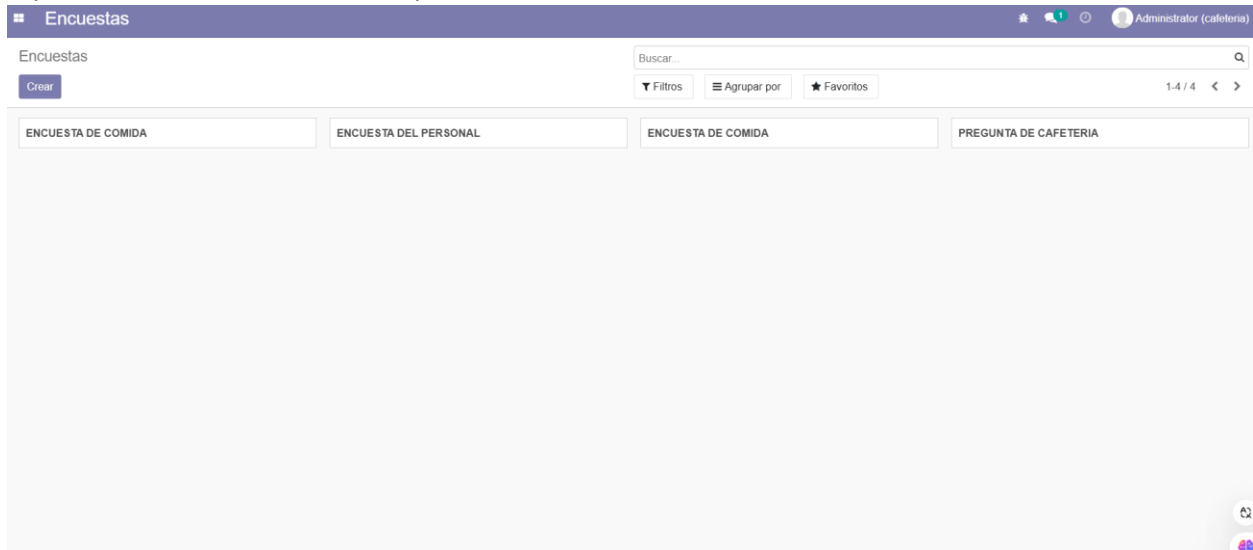 Encuestas
1
Administrator (cafeteria)
Encuestas
Buscar...
Crear
Filtros
Agrupar por
Favoritos
1-4 / 4
ENCUESTA DE COMIDA
ENCUESTA DEL PERSONAL
ENCUESTA DE COMIDA
PREGUNTA DE CAFETERIA